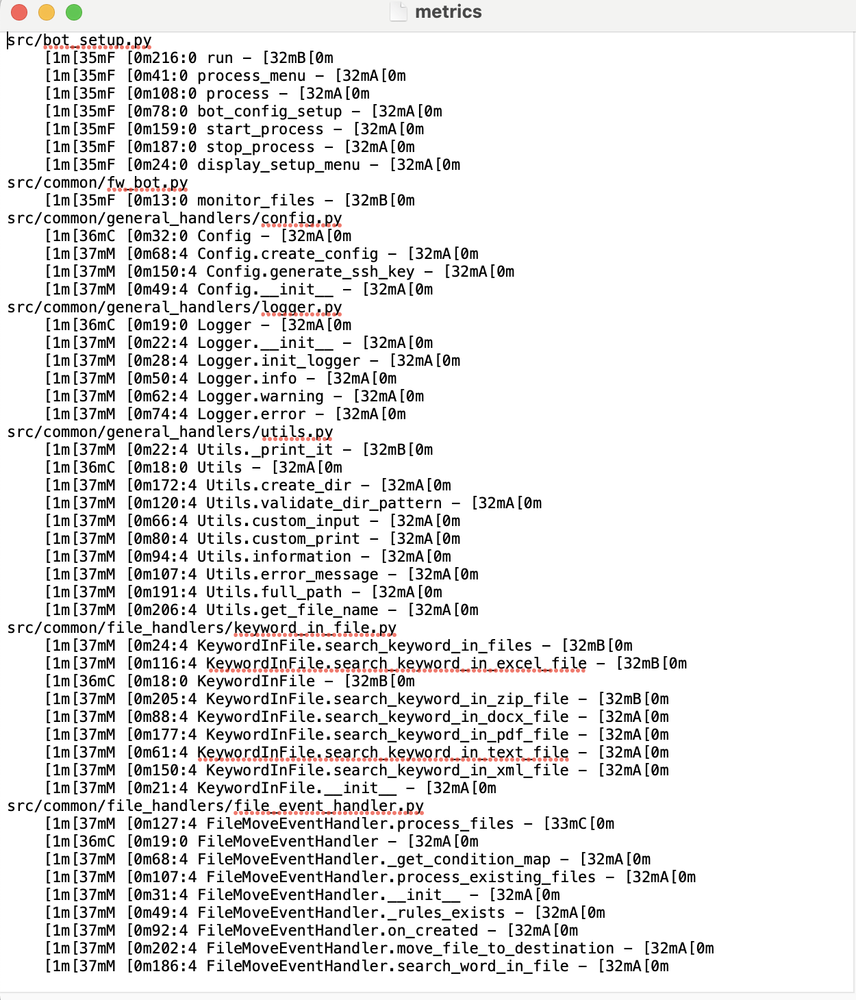 metrics
src/bot_setup.py
    [1m[35mF [0m216:0 run - [32mB[0m
    [1m[35mF [0m41:0 process_menu - [32mA[0m
    [1m[35mF [0m108:0 process - [32mA[0m
    [1m[35mF [0m78:0 bot_config_setup - [32mA[0m
    [1m[35mF [0m159:0 start_process - [32mA[0m
    [1m[35mF [0m187:0 stop_process - [32mA[0m
    [1m[35mF [0m24:0 display_setup_menu - [32mA[0m
src/common/fw_bot.py
    [1m[35mF [0m13:0 monitor_files - [32mB[0m
src/common/general_handlers/config.py
    [1m[36mC [0m32:0 Config - [32mA[0m
    [1m[37mM [0m68:4 Config.create_config - [32mA[0m
    [1m[37mM [0m150:4 Config.generate_ssh_key - [32mA[0m
    [1m[37mM [0m49:4 Config.__init__ - [32mA[0m
src/common/general_handlers/logger.py
    [1m[36mC [0m19:0 Logger - [32mA[0m
    [1m[37mM [0m22:4 Logger.__init__ - [32mA[0m
    [1m[37mM [0m28:4 Logger.init_logger - [32mA[0m
    [1m[37mM [0m50:4 Logger.info - [32mA[0m
    [1m[37mM [0m62:4 Logger.warning - [32mA[0m
    [1m[37mM [0m74:4 Logger.error - [32mA[0m
src/common/general_handlers/utils.py
    [1m[37mM [0m22:4 Utils._print_it - [32mB[0m
    [1m[36mC [0m18:0 Utils - [32mA[0m
    [1m[37mM [0m172:4 Utils.create_dir - [32mA[0m
    [1m[37mM [0m120:4 Utils.validate_dir_pattern - [32mA[0m
    [1m[37mM [0m66:4 Utils.custom_input - [32mA[0m
    [1m[37mM [0m80:4 Utils.custom_print - [32mA[0m
    [1m[37mM [0m94:4 Utils.information - [32mA[0m
    [1m[37mM [0m107:4 Utils.error_message - [32mA[0m
    [1m[37mM [0m191:4 Utils.full_path - [32mA[0m
    [1m[37mM [0m206:4 Utils.get_file_name - [32mA[0m
src/common/file_handlers/keyword_in_file.py
    [1m[37mM [0m24:4 KeywordInFile.search_keyword_in_files - [32mB[0m
    [1m[37mM [0m116:4 KeywordInFile.search_keyword_in_excel_file - [32mB[0m
    [1m[36mC [0m18:0 KeywordInFile - [32mB[0m
    [1m[37mM [0m205:4 KeywordInFile.search_keyword_in_zip_file - [32mB[0m
    [1m[37mM [0m88:4 KeywordInFile.search_keyword_in_docx_file - [32mA[0m
    [1m[37mM [0m177:4 KeywordInFile.search_keyword_in_pdf_file - [32mA[0m
    [1m[37mM [0m61:4 KeywordInFile.search_keyword_in_text_file - [32mA[0m
    [1m[37mM [0m150:4 KeywordInFile.search_keyword_in_xml_file - [32mA[0m
    [1m[37mM [0m21:4 KeywordInFile.__init__ - [32mA[0m
src/common/file_handlers/file_event_handler.py
    [1m[37mM [0m127:4 FileMoveEventHandler.process_files - [33mC[0m
    [1m[36mC [0m19:0 FileMoveEventHandler - [32mA[0m
    [1m[37mM [0m68:4 FileMoveEventHandler._get_condition_map - [32mA[0m
    [1m[37mM [0m107:4 FileMoveEventHandler.process_existing_files - [32mA[0m
    [1m[37mM [0m31:4 FileMoveEventHandler.__init__ - [32mA[0m
    [1m[37mM [0m49:4 FileMoveEventHandler._rules_exists - [32mA[0m
    [1m[37mM [0m92:4 FileMoveEventHandler.on_created - [32mA[0m
    [1m[37mM [0m202:4 FileMoveEventHandler.move_file_to_destination - [32mA[0m
    [1m[37mM [0m186:4 FileMoveEventHandler.search_word_in_file - [32mA[0m